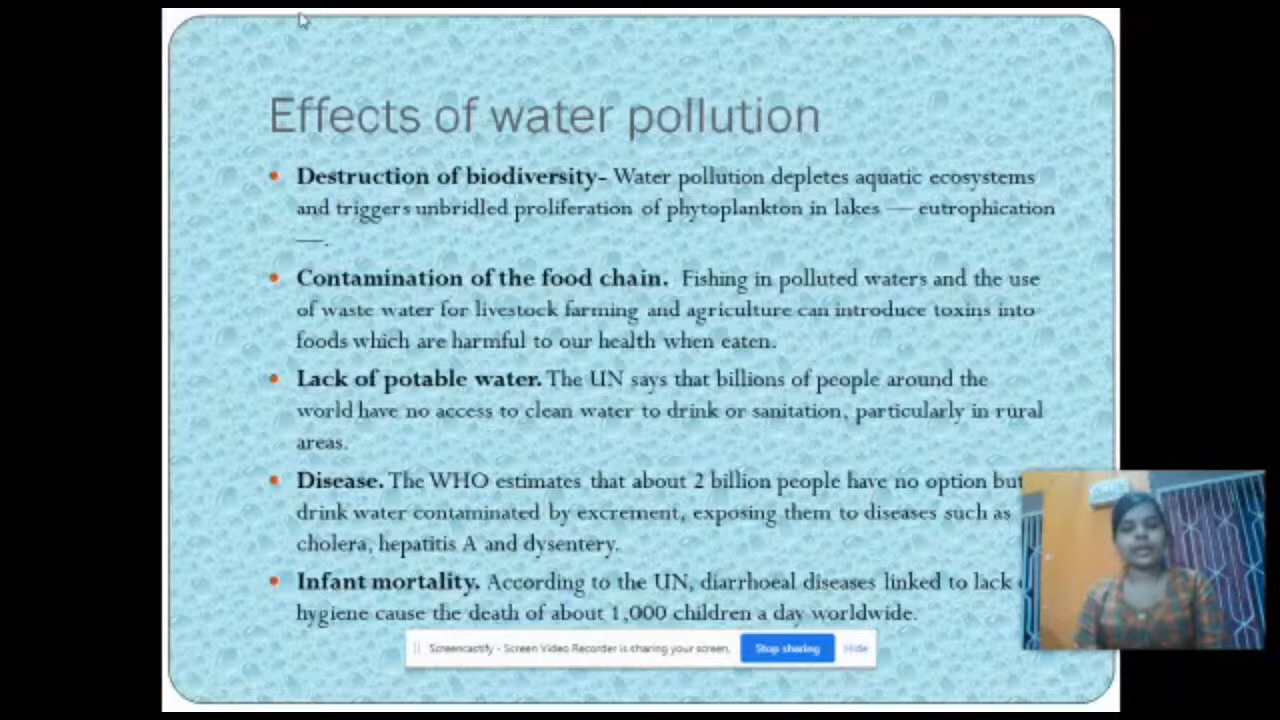 Effects of water pollution
• Destruction of biodiversity- Water pollution depletes aquatic ecosystems
and triggers unbridled proliferation of phytoplankton in lakes — eutrophication
—.
• Contamination of the food chain. Fishing in polluted waters and the use
of waste water for livestock farming and agriculture can introduce toxins into
foods which are harmful to our health when eaten.
• Lack of potable water. The UN says that billions of people around the
world have no access to clean water to drink or sanitation, particularly in rural
areas.
• Disease. The WHO estimates that about 2 billion people have no option but
drink water contaminated by excrement, exposing them to diseases such as
cholera, hepatitis A and dysentery.
• Infant mortality. According to the UN, diarrhoeal diseases linked to lack
hygiene cause the death of about 1,000 children a day worldwide.
Screencastify - Screen Video Recorder is sharing your screen. Stop sharing Hide